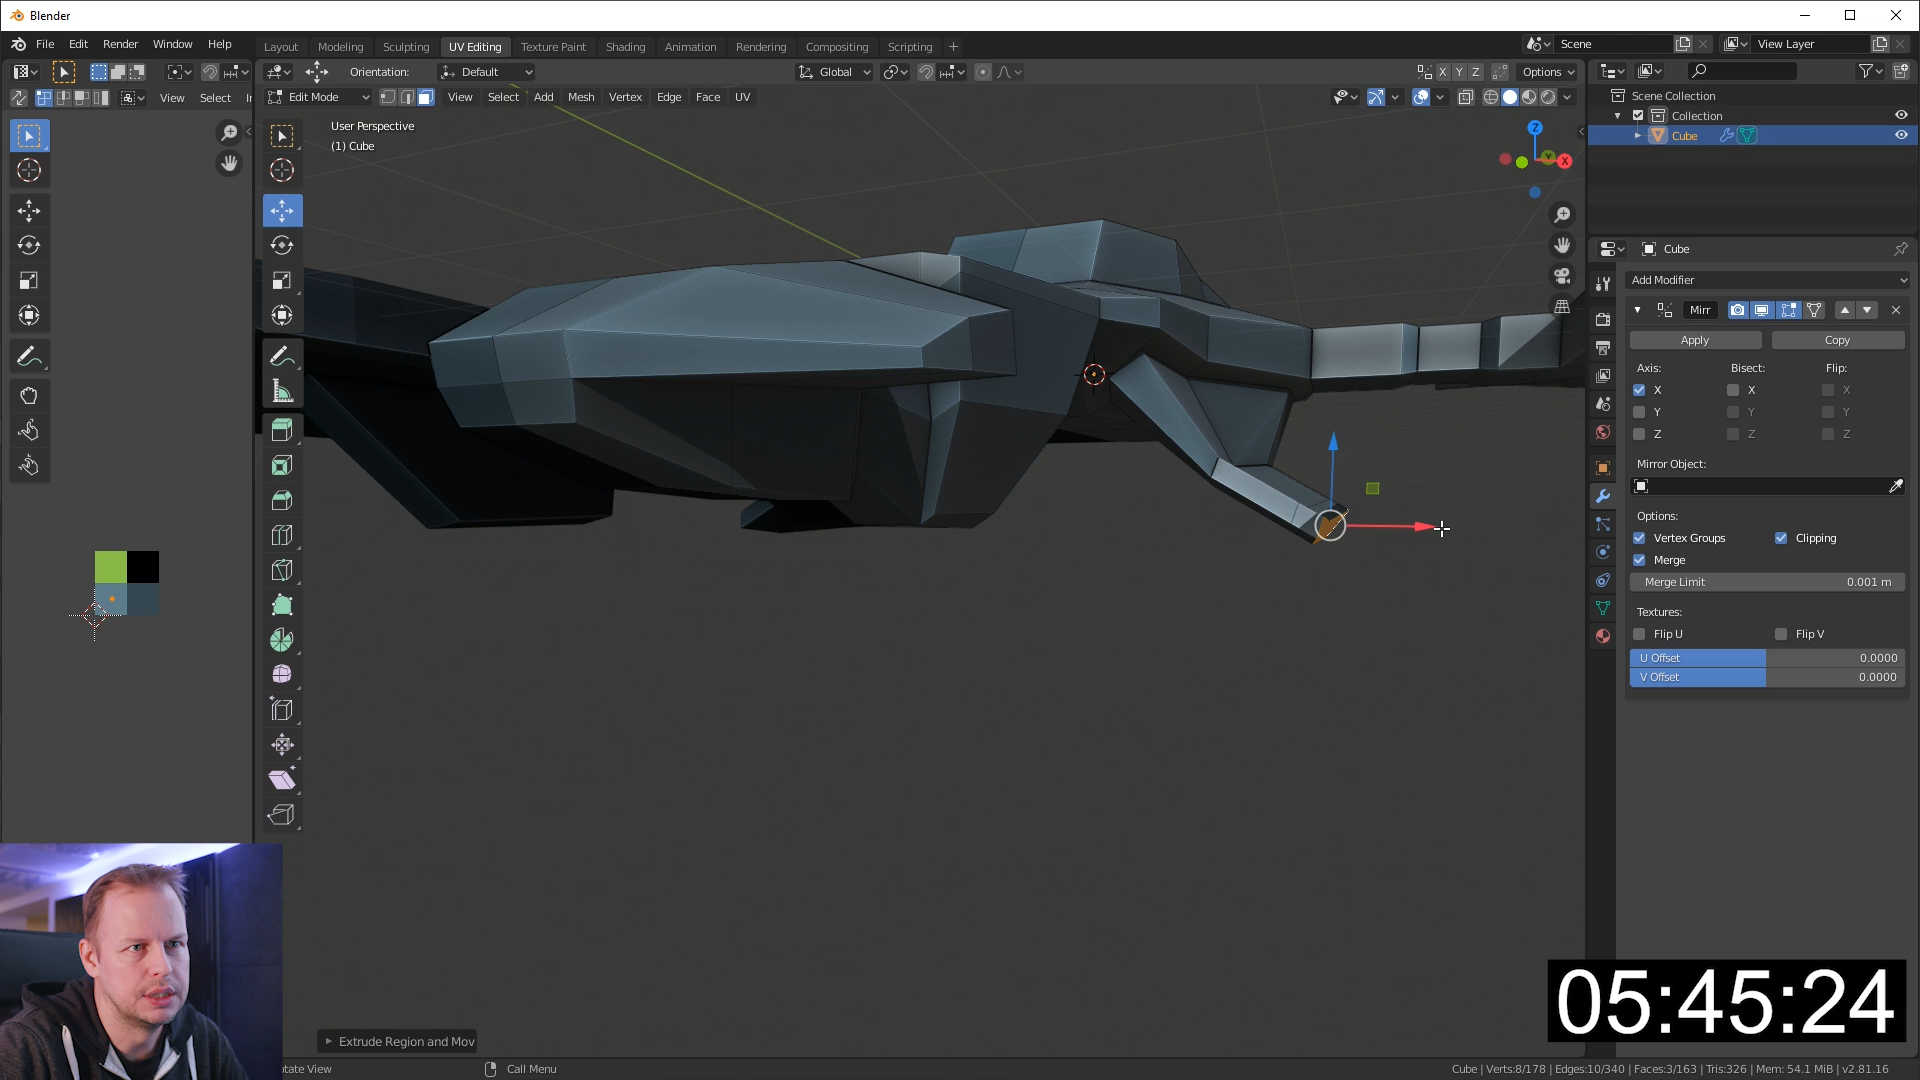 Blender
File Edit Render Window Help
Layout Modeling Sculpting UV Editing Texture Paint Shading Animation Rendering Compositing Scripting
Scene View Layer
Orientation: Default Global X Y Z Options
View Select Edit Mode View Select Add Mesh Vertex Edge Face UV
User Perspective
(1) Cube
Z
Y X
Scene Collection
Collection
Cube
Cube
Add Modifier
Mirr
Apply Copy
Axis: Bisect: Flip:
X X X
Y Y Y
Z Z Z
Mirror Object:
Options:
Vertex Groups Clipping
Merge
Merge Limit 0.001 m
Textures:
Flip U Flip V
U Offset 0.0000
V Offset 0.0000
05:45:24
Extrude Region and Mov
tate View Call Menu Cube | Verts:8/178 | Edges:10/340 | Faces:3/163 | Tris:326 | Mem: 54.1 MiB | v2.81.16